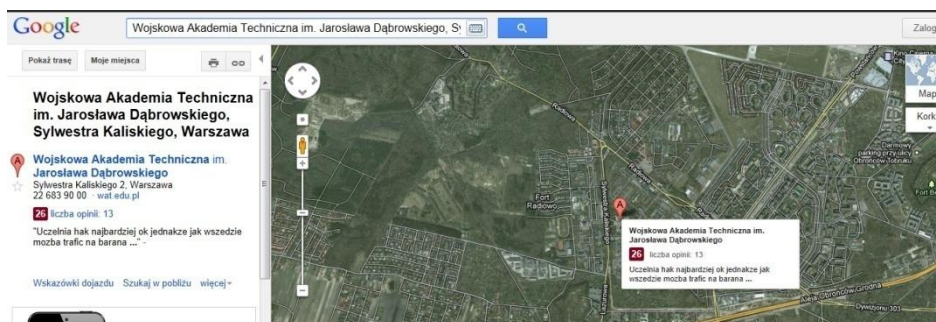 Google
Wojskowa Akademia Techniczna im. Jarosława Dąbrowskiego, Sy
Zalog
Pokaż trasę Moje miejsca
Wojskowa Akademia Techniczna
im. Jarosława Dąbrowskiego,
Sylwestra Kaliskiego, Warszawa
A
Wojskowa Akademia Techniczna im.
Jarosława Dąbrowskiego
Sylwestra Kaliskiego 2, Warszawa
22 683 90 00 · wat.edu.pl
26 liczba opinii: 13
"Uczelnia hak najbardziej ok jednakze jak wszedzie
mozba trafic na barana ..." -
Wskazówki dojazdu Szukaj w pobliżu więcej
Radiowa
Map
Kork
Darmowy
parking przy ulicy
Obrońców Tobruku
Fort
Radiowo
Sylwestra Kaliskiego
A
Wojskowa Akademia Techniczna im.
Jarosława Dąbrowskiego
26 liczba opinii: 13
Uczelnia hak najbardziej ok jednakze jak
wszedzie mozba trafic na barana ...
Aleja Obrońców Grodna
Dywizjonu 303